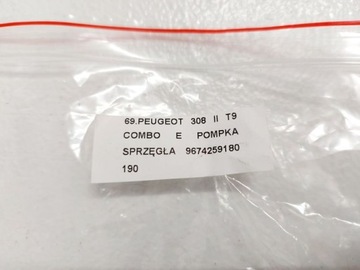 69.PEUGEOT 308 II T9
COMBO E POMPKA
SPRZĘGŁA 9674259180
190